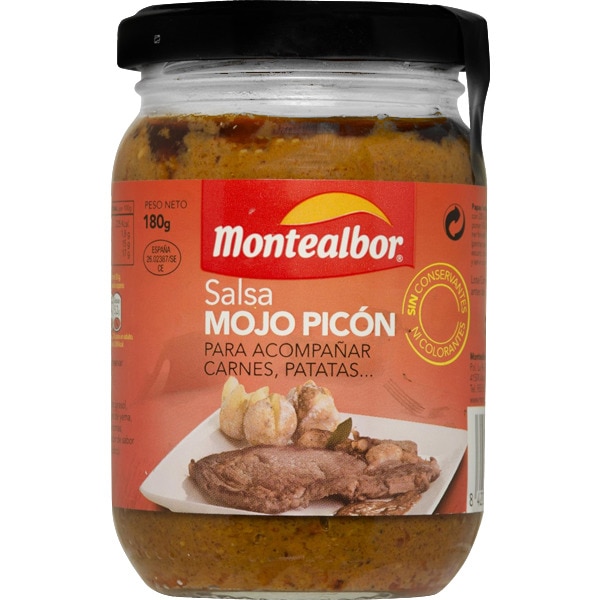 PESO NETO
180g
ESPAÑA
26.02367/SE
CE
Montealbor®
Salsa
MOJO PICÓN
PARA ACOMPAÑAR
CARNES, PATATAS...
SIN CONSERVANTES
NI COLORANTES